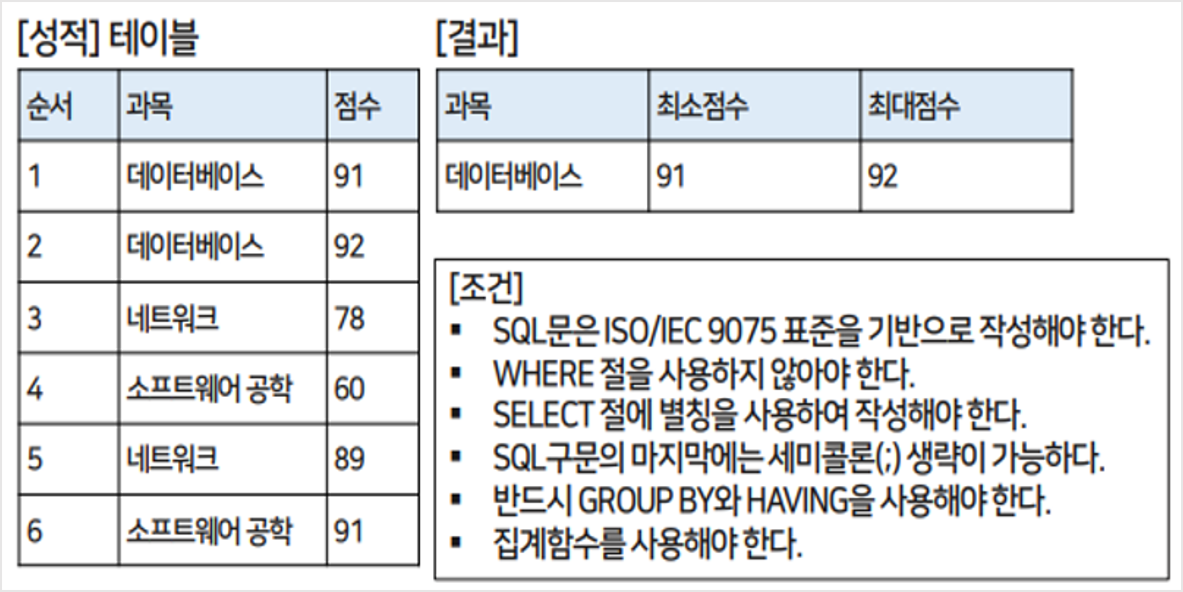 [성적] 테이블
순서 과목 점수
1 데이터베이스 91
2 데이터베이스 92
3 네트워크 78
4 소프트웨어 공학 60
5 네트워크 89
6 소프트웨어 공학 91
[결과]
과목 최소점수 최대점수
데이터베이스 91 92
[조건]
▪ SQL문은 ISO/IEC 9075 표준을 기반으로 작성해야 한다.
▪ WHERE 절을 사용하지 않아야 한다.
▪ SELECT 절에 별칭을 사용하여 작성해야 한다.
▪ SQL구문의 마지막에는 세미콜론(;) 생략이 가능하다.
▪ 반드시 GROUP BY와 HAVING을 사용해야 한다.
▪ 집계함수를 사용해야 한다.